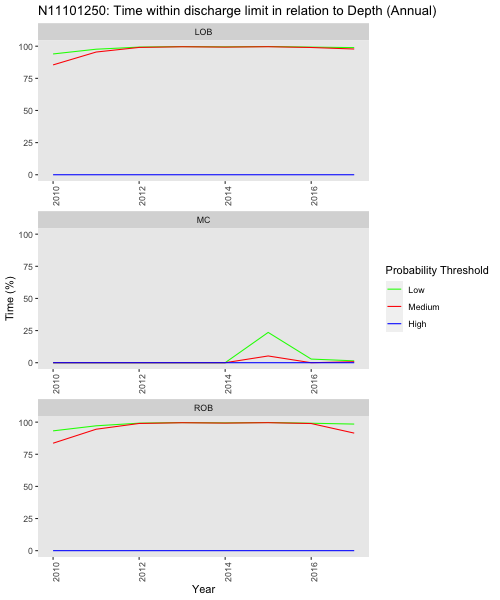 N11101250: Time within discharge limit in relation to Depth (Annual)
LOB
100
75
50
25
0
2010
2012
2014
2016
MC
100
75
50
25
0
2010
2012
2014
2016
ROB
100
75
50
25
0
2010
2012
2014
2016
Time (%)
Year
Probability Threshold
Low
Medium
High